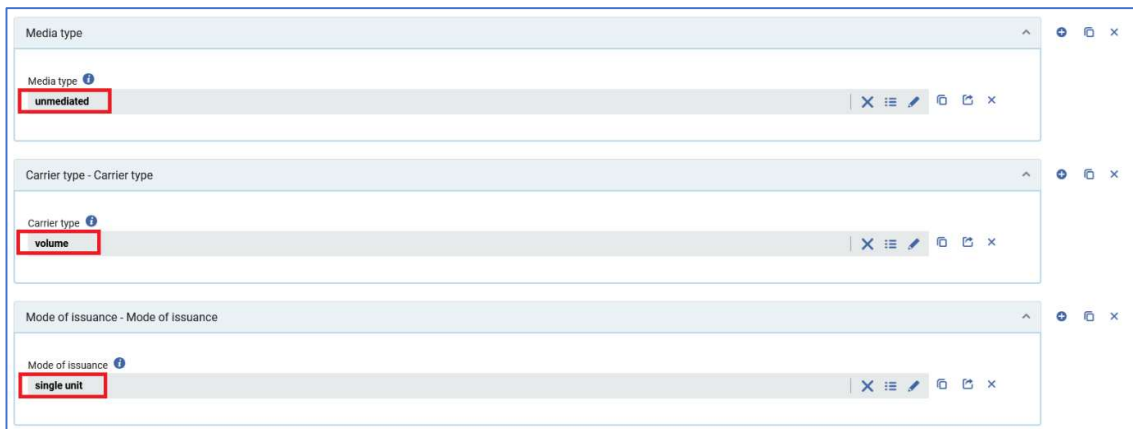 Media type
Media type
unmediated
Carrier type - Carrier type
Carrier type
volume
Mode of issuance - Mode of issuance
Mode of issuance
single unit